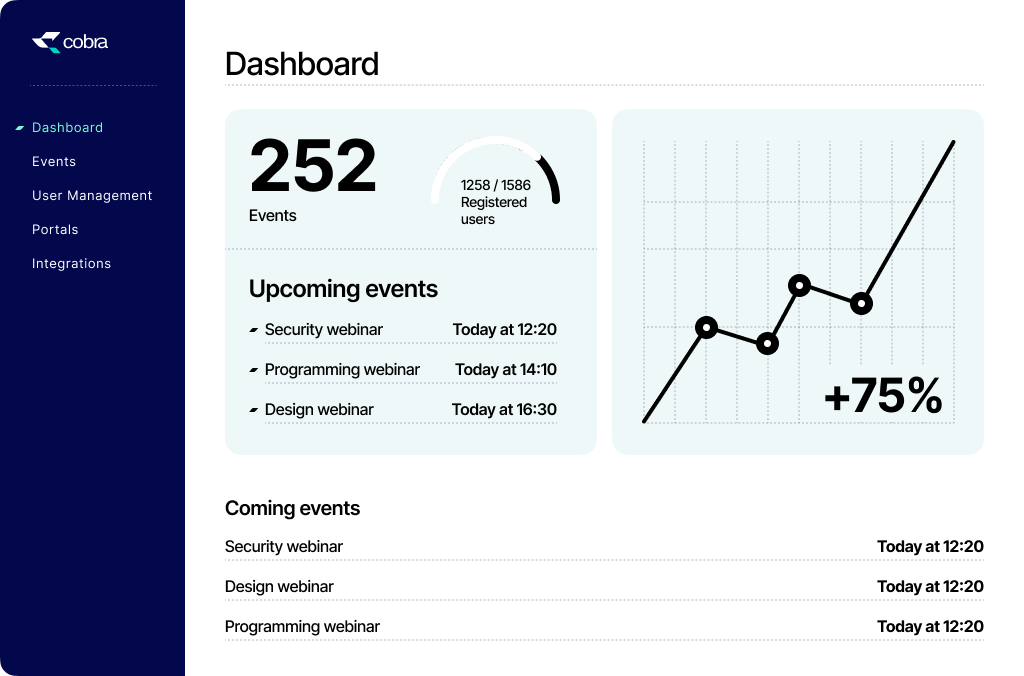 cobra
Dashboard
Events
User Management
Portals
Integrations
Dashboard
252
Events
1258 / 1586
Registered
users
Upcoming events
Security webinar Today at 12:20
Programming webinar Today at 14:10
Design webinar Today at 16:30
+75%
Coming events
Security webinar Today at 12:20
Design webinar Today at 12:20
Programming webinar Today at 12:20